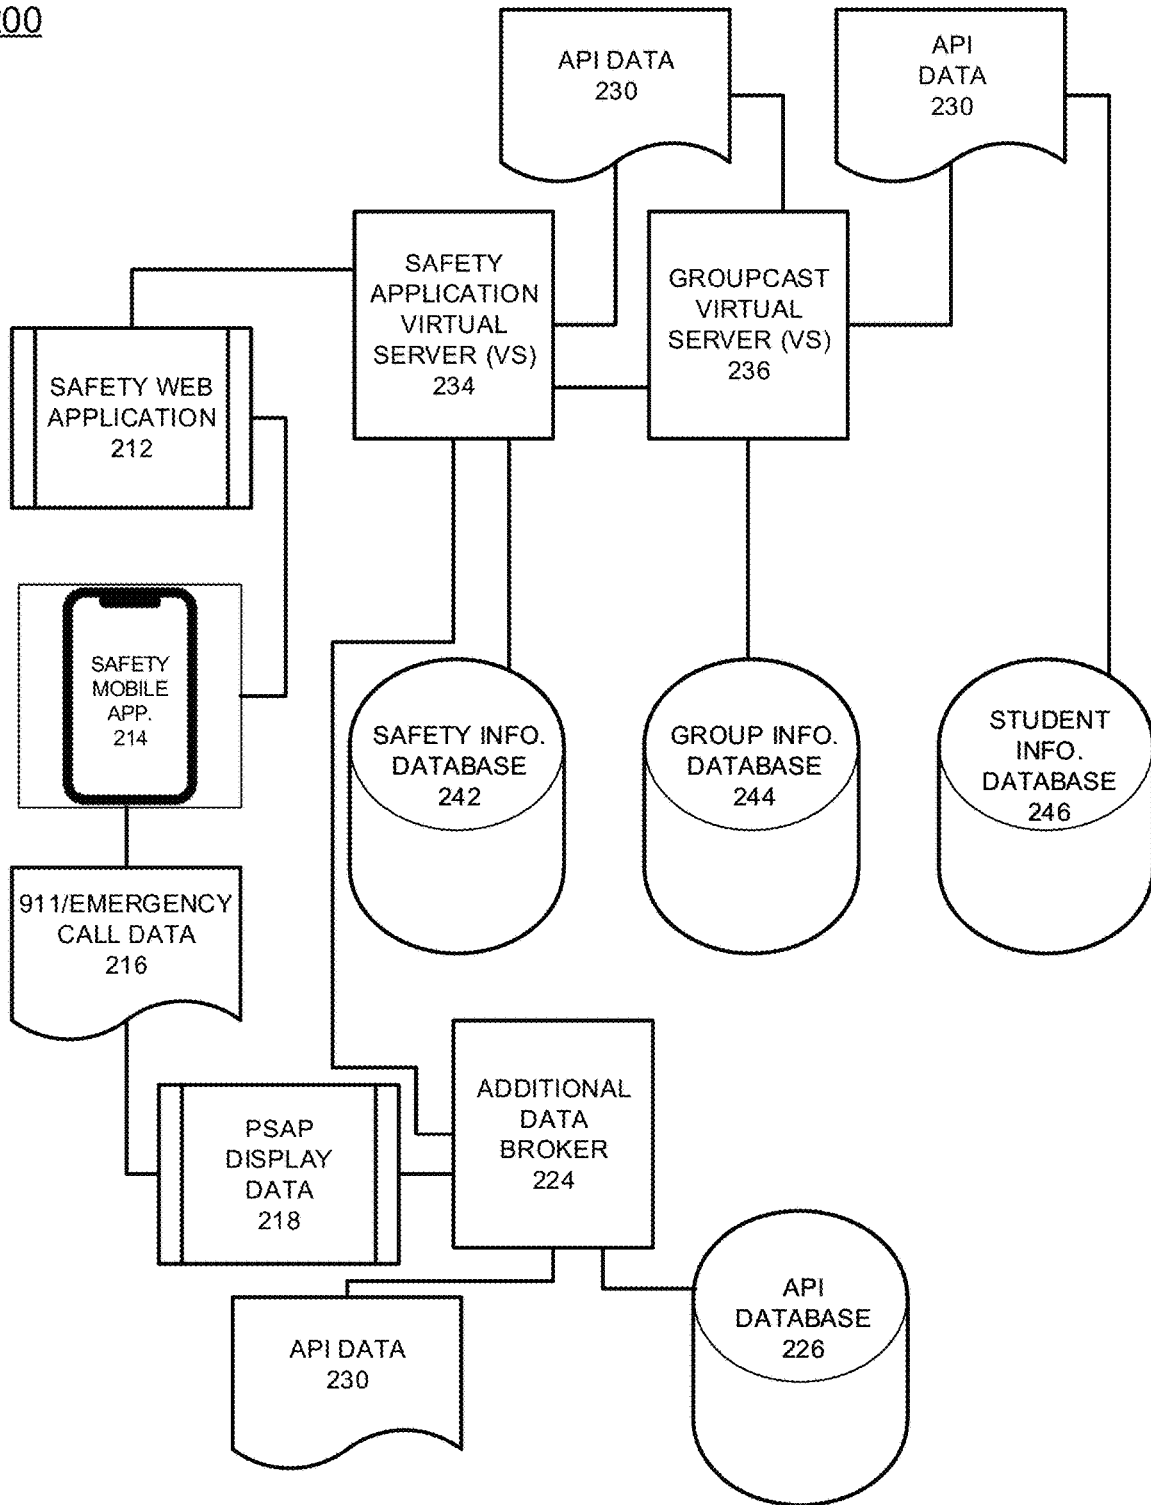 00
API DATA
230
API
DATA
230
SAFETY
APPLICATION
VIRTUAL
SERVER (VS)
234
GROUPCAST
VIRTUAL
SERVER (VS)
236
SAFETY WEB
APPLICATION
212
SAFETY
MOBILE
APP.
214
SAFETY INFO.
DATABASE
242
GROUP INFO.
DATABASE
244
STUDENT
INFO.
DATABASE
246
911/EMERGENCY
CALL DATA
216
PSAP
DISPLAY
DATA
218
ADDITIONAL
DATA
BROKER
224
API DATA
230
API
DATABASE
226